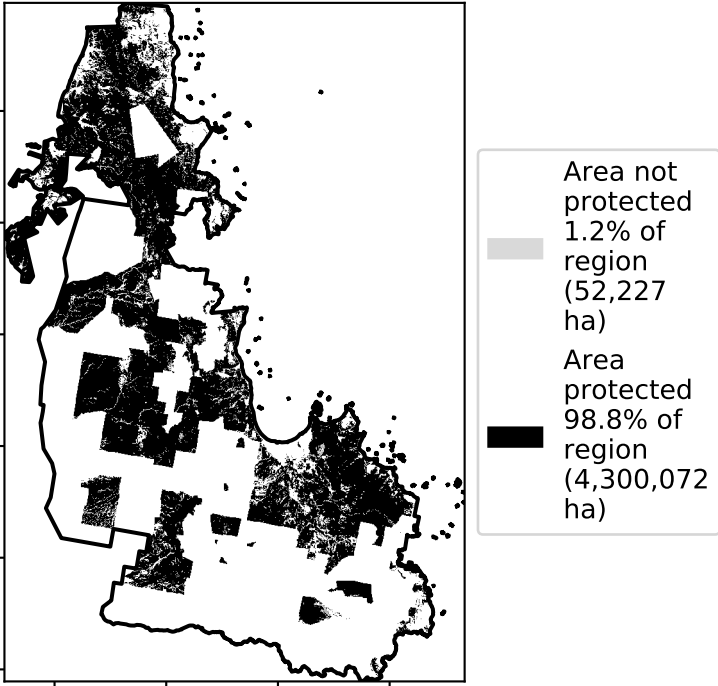 Area not
protected
1.2% of
region
(52,227
ha)
Area
protected
98.8% of
region
(4,300,072
ha)